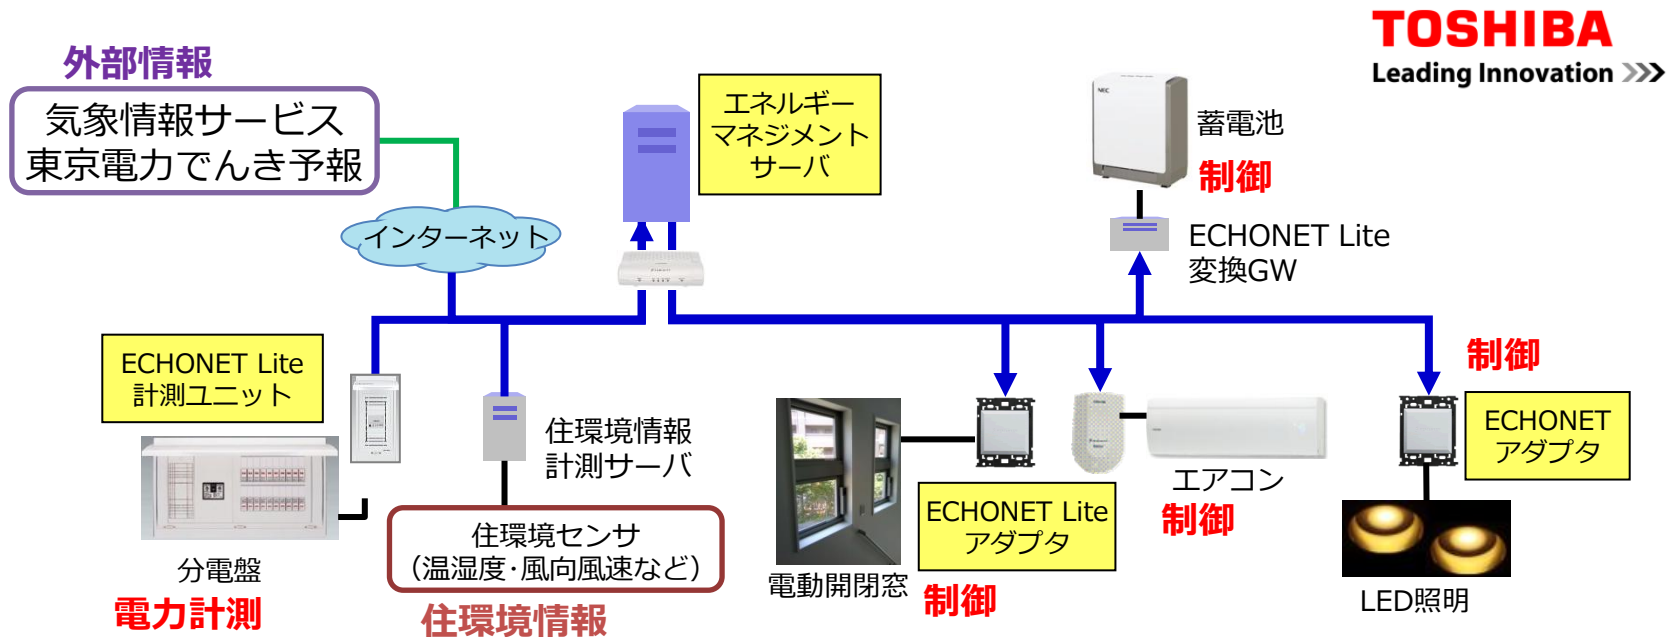 TOSHIBA
Leading Innovation
外部情報
気象情報サービス
東京電力でんき予報
インターネット
エネルギー
マネジメント
サーバ
NEC
蓄電池
制御
ECHONET Lite
変換GW
ECHONET Lite
計測ユニット
分電盤
電力計測
住環境情報
計測サーバ
住環境センサ
（温湿度・風向風速など）
住環境情報
電動開閉窓
ECHONET Lite
アダプタ
制御
エアコン
制御
制御
ECHONET
アダプタ
LED照明